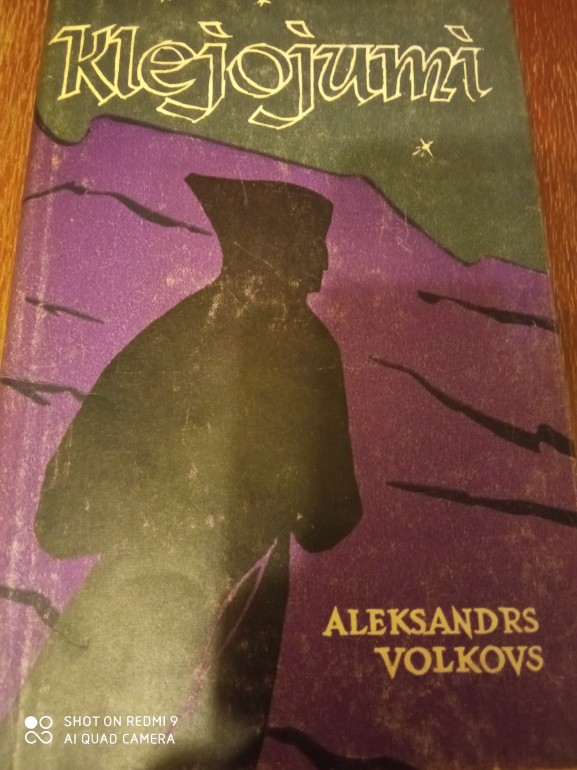 Klejojumi
ALEKSANDRS
VOLKOVS
SHOT ON REDMI 9
AI QUAD CAMERA